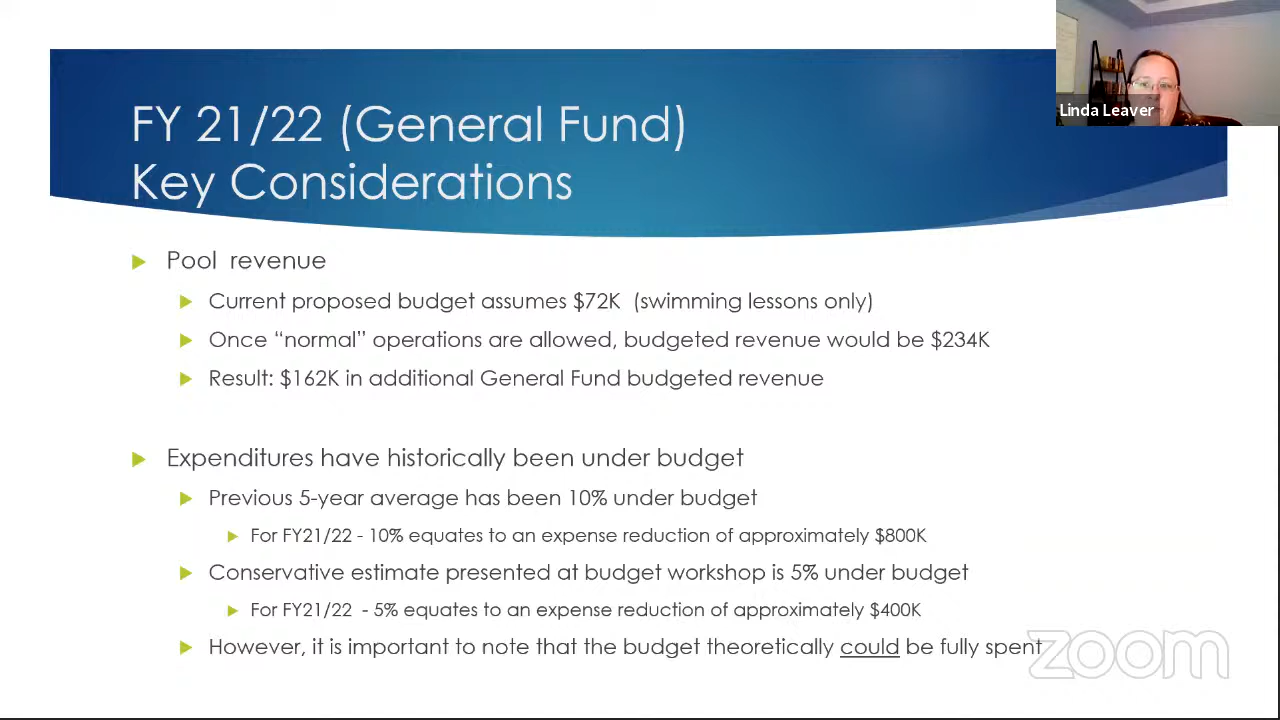 Linda Leaver
FY 21/22 (General Fund)
Key Considerations
Pool revenue
Current proposed budget assumes $72K (swimming lessons only)
Once “normal” operations are allowed, budgeted revenue would be $234K
Result: $162K in additional General Fund budgeted revenue
Expenditures have historically been under budget
Previous 5-year average has been 10% under budget
For FY21/22 - 10% equates to an expense reduction of approximately $800K
Conservative estimate presented at budget workshop is 5% under budget
For FY21/22 - 5% equates to an expense reduction of approximately $400K
However, it is important to note that the budget theoretically could be fully spent
zoom